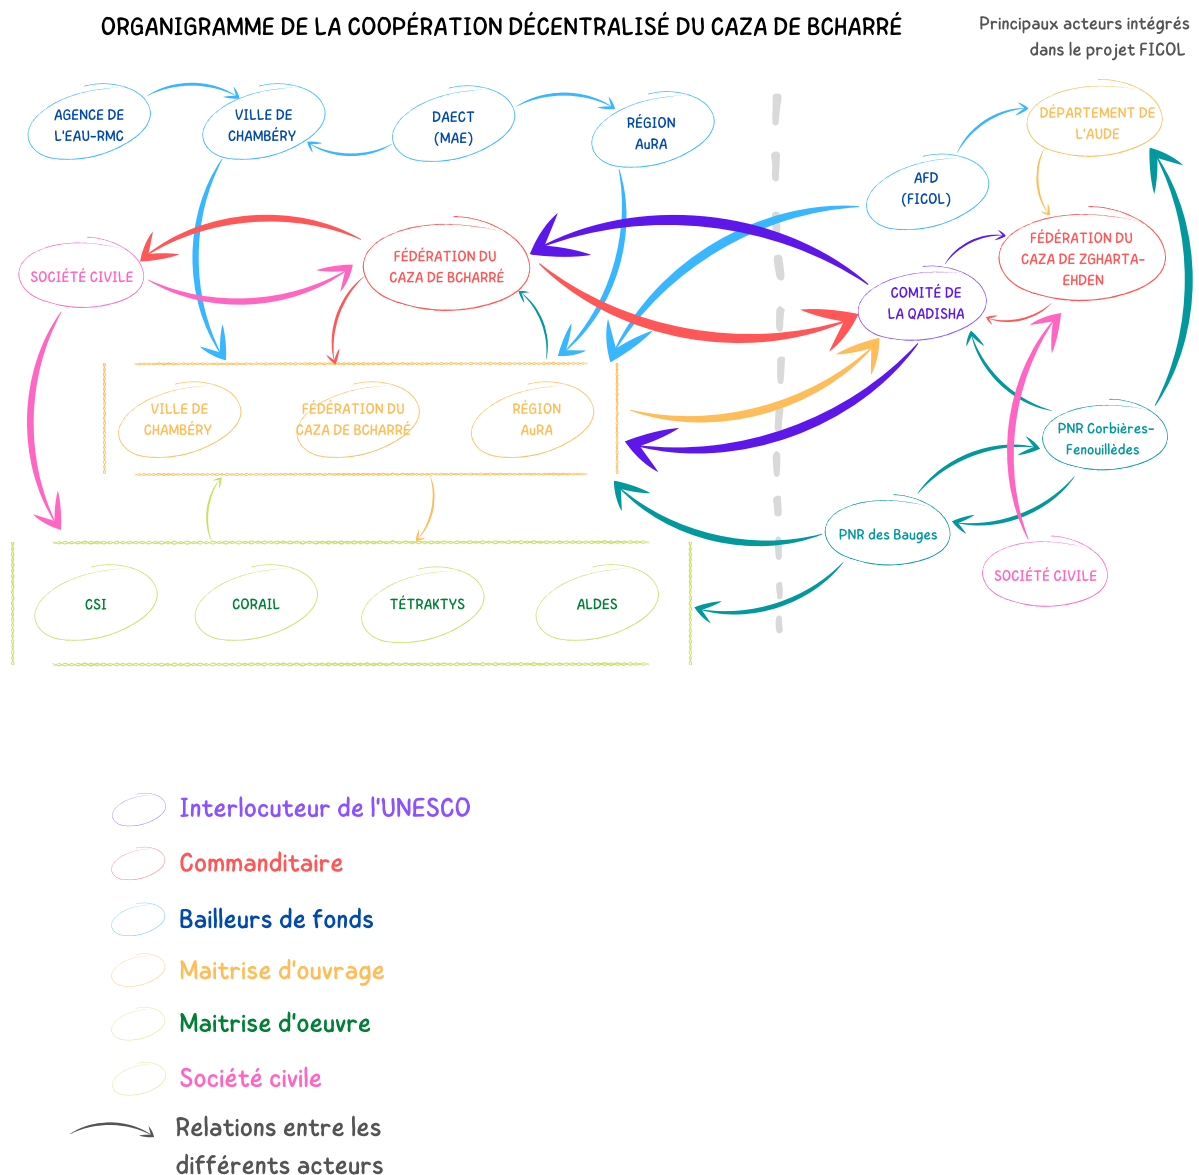 ORGANIGRAMME DE LA COOPÉRATION DÉCENTRALISÉ DU CAZA DE BCHARRÉ
Principaux acteurs intégrés
dans le projet FICOL
AGENCE DE
L'EAU-RMC
VILLE DE
CHAMBÉRY
DAECT
(MAE)
RÉGION
AuRA
DÉPARTEMENT DE
L'AUDE
AFD
(FICOL)
SOCIÉTÉ CIVILE
FÉDÉRATION DU
CAZA DE BCHARRÉ
FÉDÉRATION DU
CAZA DE ZGHARTA-
EHDEN
COMITÉ DE
LA QADISHA
VILLE DE
CHAMBÉRY
FÉDÉRATION DU
CAZA DE BCHARRÉ
RÉGION
AuRA
PNR Corbières-
Fenouillèdes
PNR des Bauges
SOCIÉTÉ CIVILE
CSI
CORAIL
TÉTRAKTYS
ALDES
Interlocuteur de l'UNESCO
Commanditaire
Bailleurs de fonds
Maitrise d'ouvrage
Maitrise d'oeuvre
Société civile
Relations entre les
différents acteurs